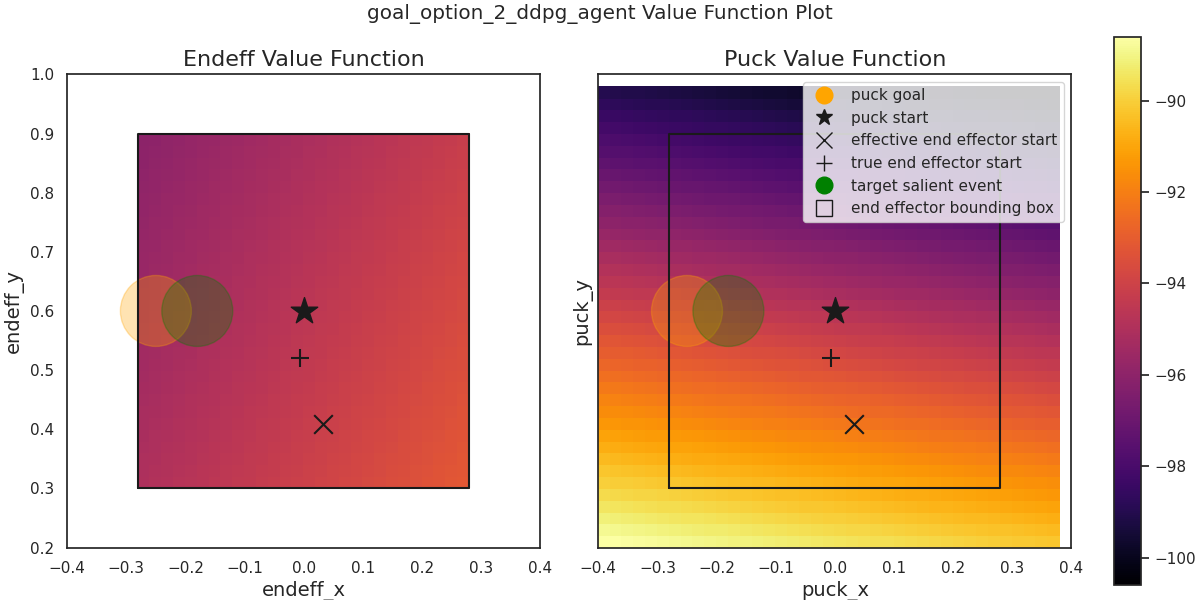 goal_option_2_ddpg_agent Value Function Plot
Endeff Value Function
1.0
0.9
0.8
0.7
0.6
0.5
0.4
0.3
0.2
endeff_y
−0.4 −0.3 −0.2 −0.1 0.0 0.1 0.2 0.3 0.4
endeff_x
Puck Value Function
puck goal
puck start
effective end effector start
true end effector start
target salient event
end effector bounding box
puck_y
−0.4 −0.3 −0.2 −0.1 0.0 0.1 0.2 0.3 0.4
puck_x
−90
−92
−94
−96
−98
−100